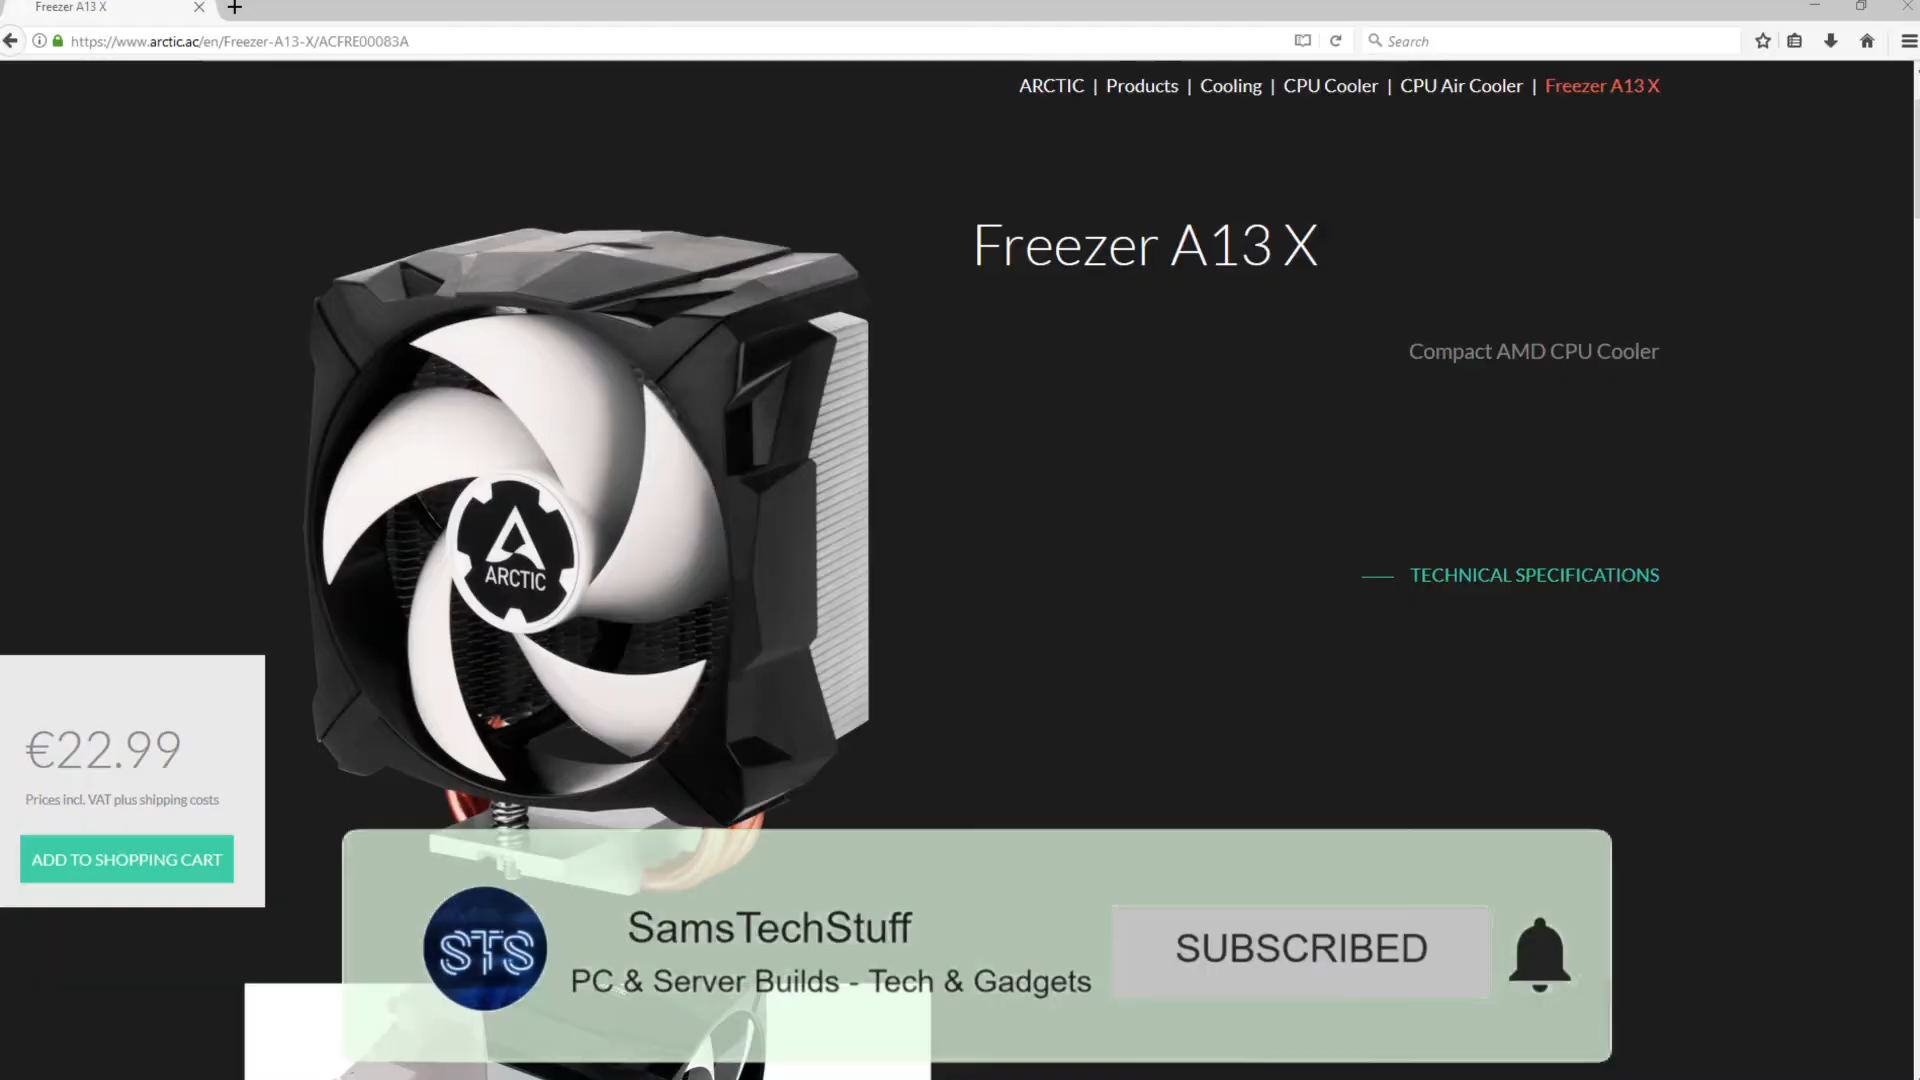 Freezer A13 X
https://www.arctic.ac/en/Freezer-A13-X/ACFRE00083A
Search
ARCTIC | Products | Cooling | CPU Cooler | CPU Air Cooler | Freezer A13 X
Freezer A13 X
Compact AMD CPU Cooler
ARCTIC
TECHNICAL SPECIFICATIONS
€22.99
Prices incl. VAT plus shipping costs
ADD TO SHOPPING CART
STS
SamsTechStuff
PC & Server Builds - Tech & Gadgets
SUBSCRIBED